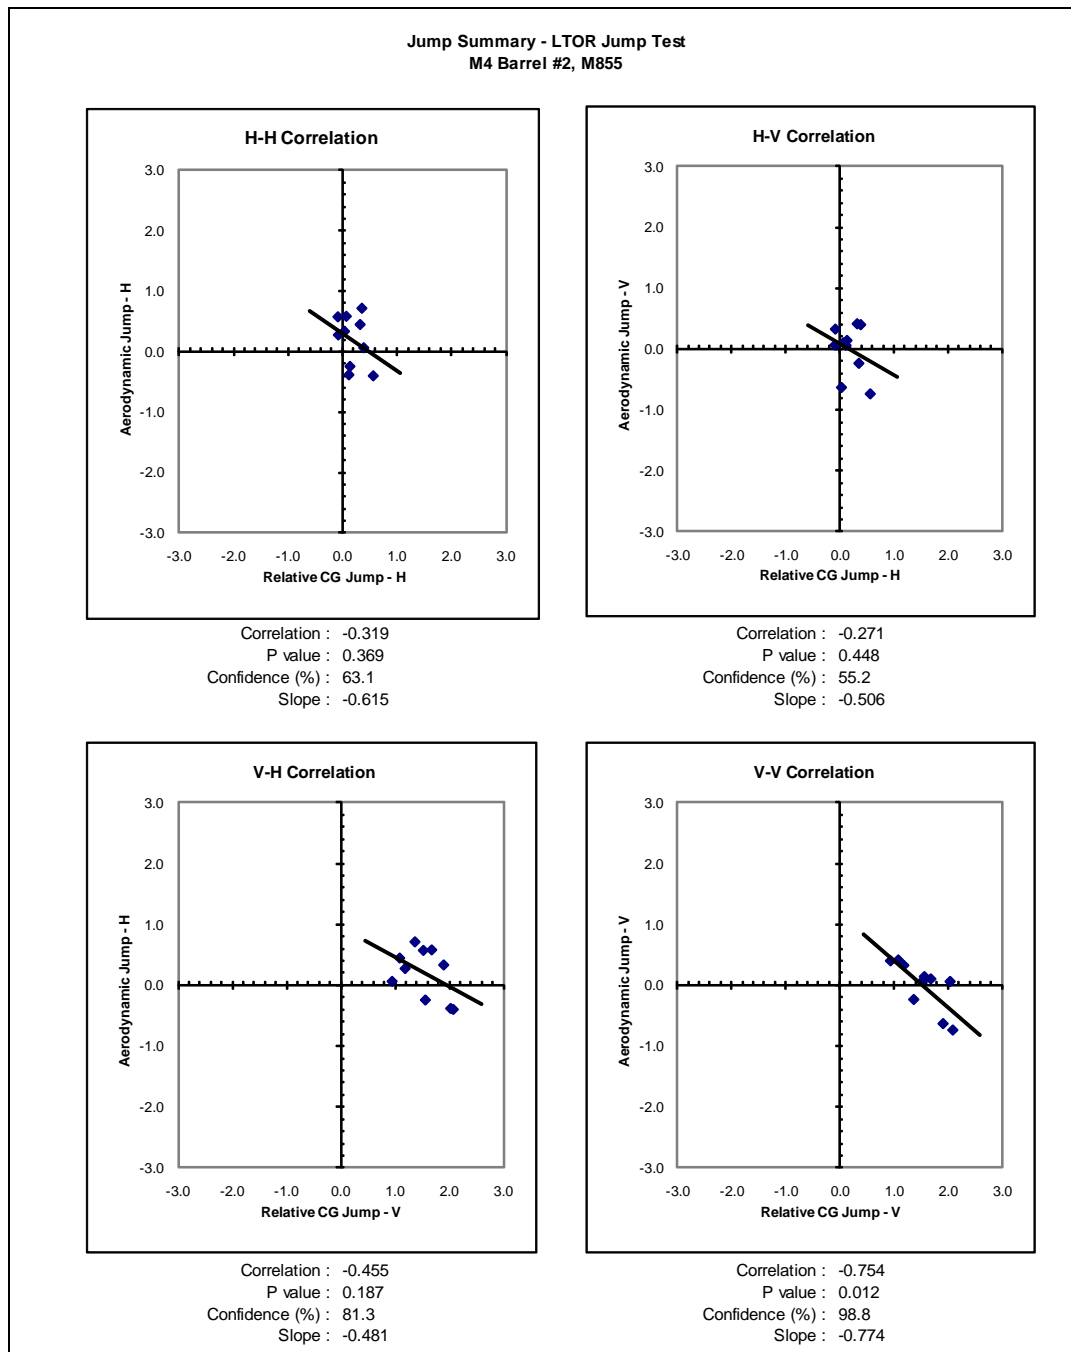 Jump Summary - LTOR Jump Test
M4 Barrel #2, M855
H-H Correlation
3.0
2.0
1.0
0.0
-1.0
-2.0
-3.0
-3.0 -2.0 -1.0 0.0 1.0 2.0 3.0
Aerodynamic Jump - H
Relative CG Jump - H
Correlation : -0.319
P value : 0.369
Confidence (%) : 63.1
Slope : -0.615
H-V Correlation
3.0
2.0
1.0
0.0
-1.0
-2.0
-3.0
-3.0 -2.0 -1.0 0.0 1.0 2.0 3.0
Aerodynamic Jump - V
Relative CG Jump - H
Correlation : -0.271
P value : 0.448
Confidence (%) : 55.2
Slope : -0.506
V-H Correlation
3.0
2.0
1.0
0.0
-1.0
-2.0
-3.0
-3.0 -2.0 -1.0 0.0 1.0 2.0 3.0
Aerodynamic Jump - H
Relative CG Jump - V
Correlation : -0.455
P value : 0.187
Confidence (%) : 81.3
Slope : -0.481
V-V Correlation
3.0
2.0
1.0
0.0
-1.0
-2.0
-3.0
-3.0 -2.0 -1.0 0.0 1.0 2.0 3.0
Aerodynamic Jump - V
Relative CG Jump - V
Correlation : -0.754
P value : 0.012
Confidence (%) : 98.8
Slope : -0.774